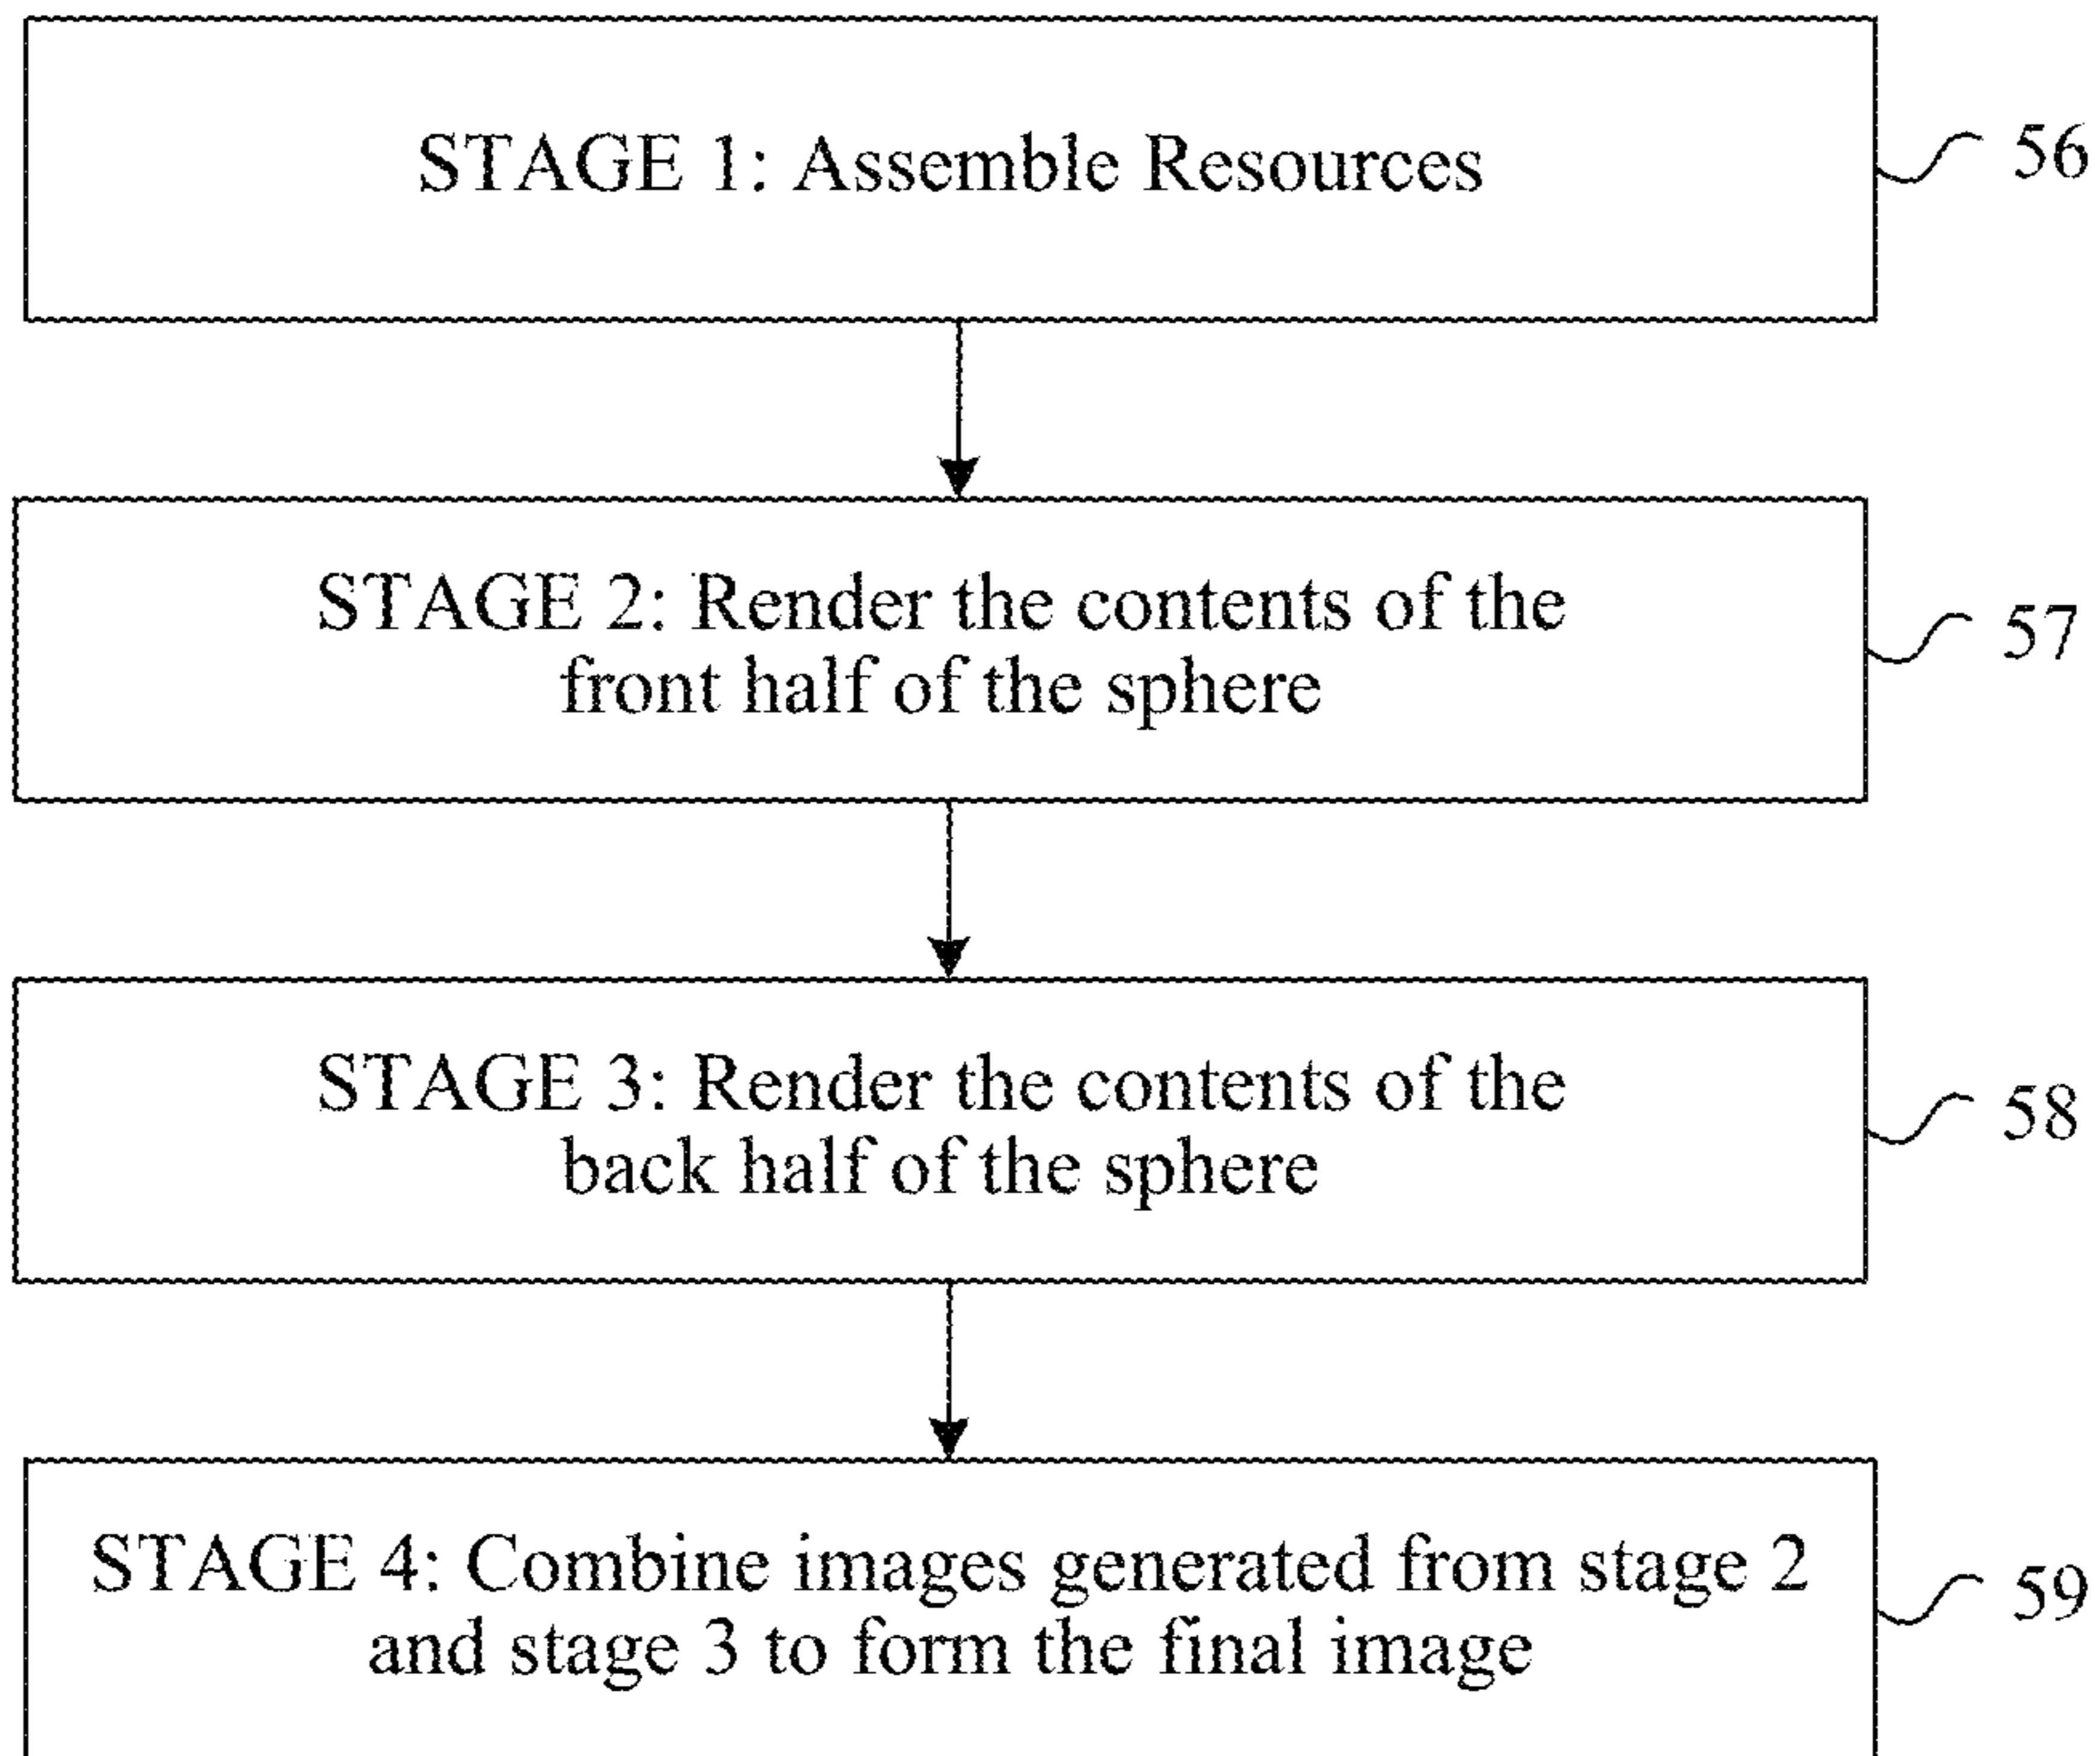 STAGE 1: Assemble Resources
56
STAGE 2: Render the contents of the
front half of the sphere
57
STAGE 3: Render the contents of the
back half of the sphere
58
STAGE 4: Combine images generated from stage 2
and stage 3 to form the final image
59